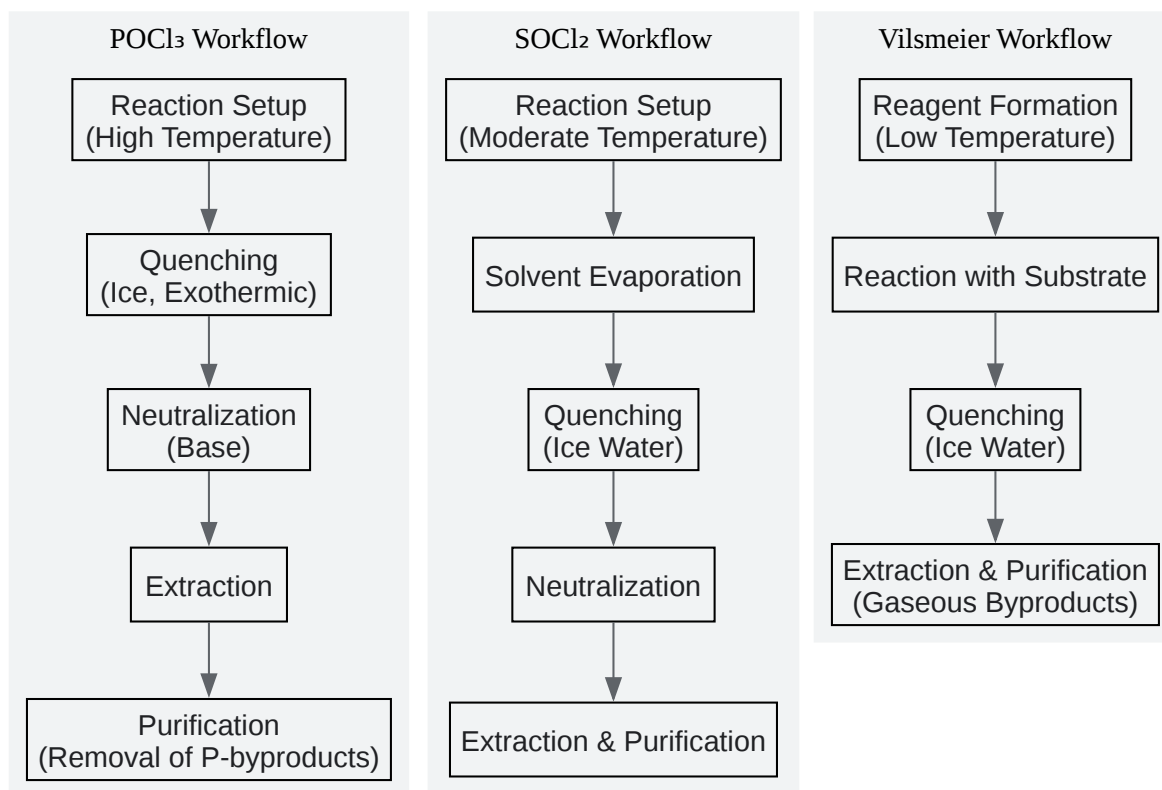 POCl₃ Workflow
Reaction Setup
(High Temperature)
Quenching
(Ice, Exothermic)
Neutralization
(Base)
Extraction
Purification
(Removal of P-byproducts)
SOCl₂ Workflow
Reaction Setup
(Moderate Temperature)
Solvent Evaporation
Quenching
(Ice Water)
Neutralization
Extraction & Purification
Vilsmeier Workflow
Reagent Formation
(Low Temperature)
Reaction with Substrate
Quenching
(Ice Water)
Extraction & Purification
(Gaseous Byproducts)